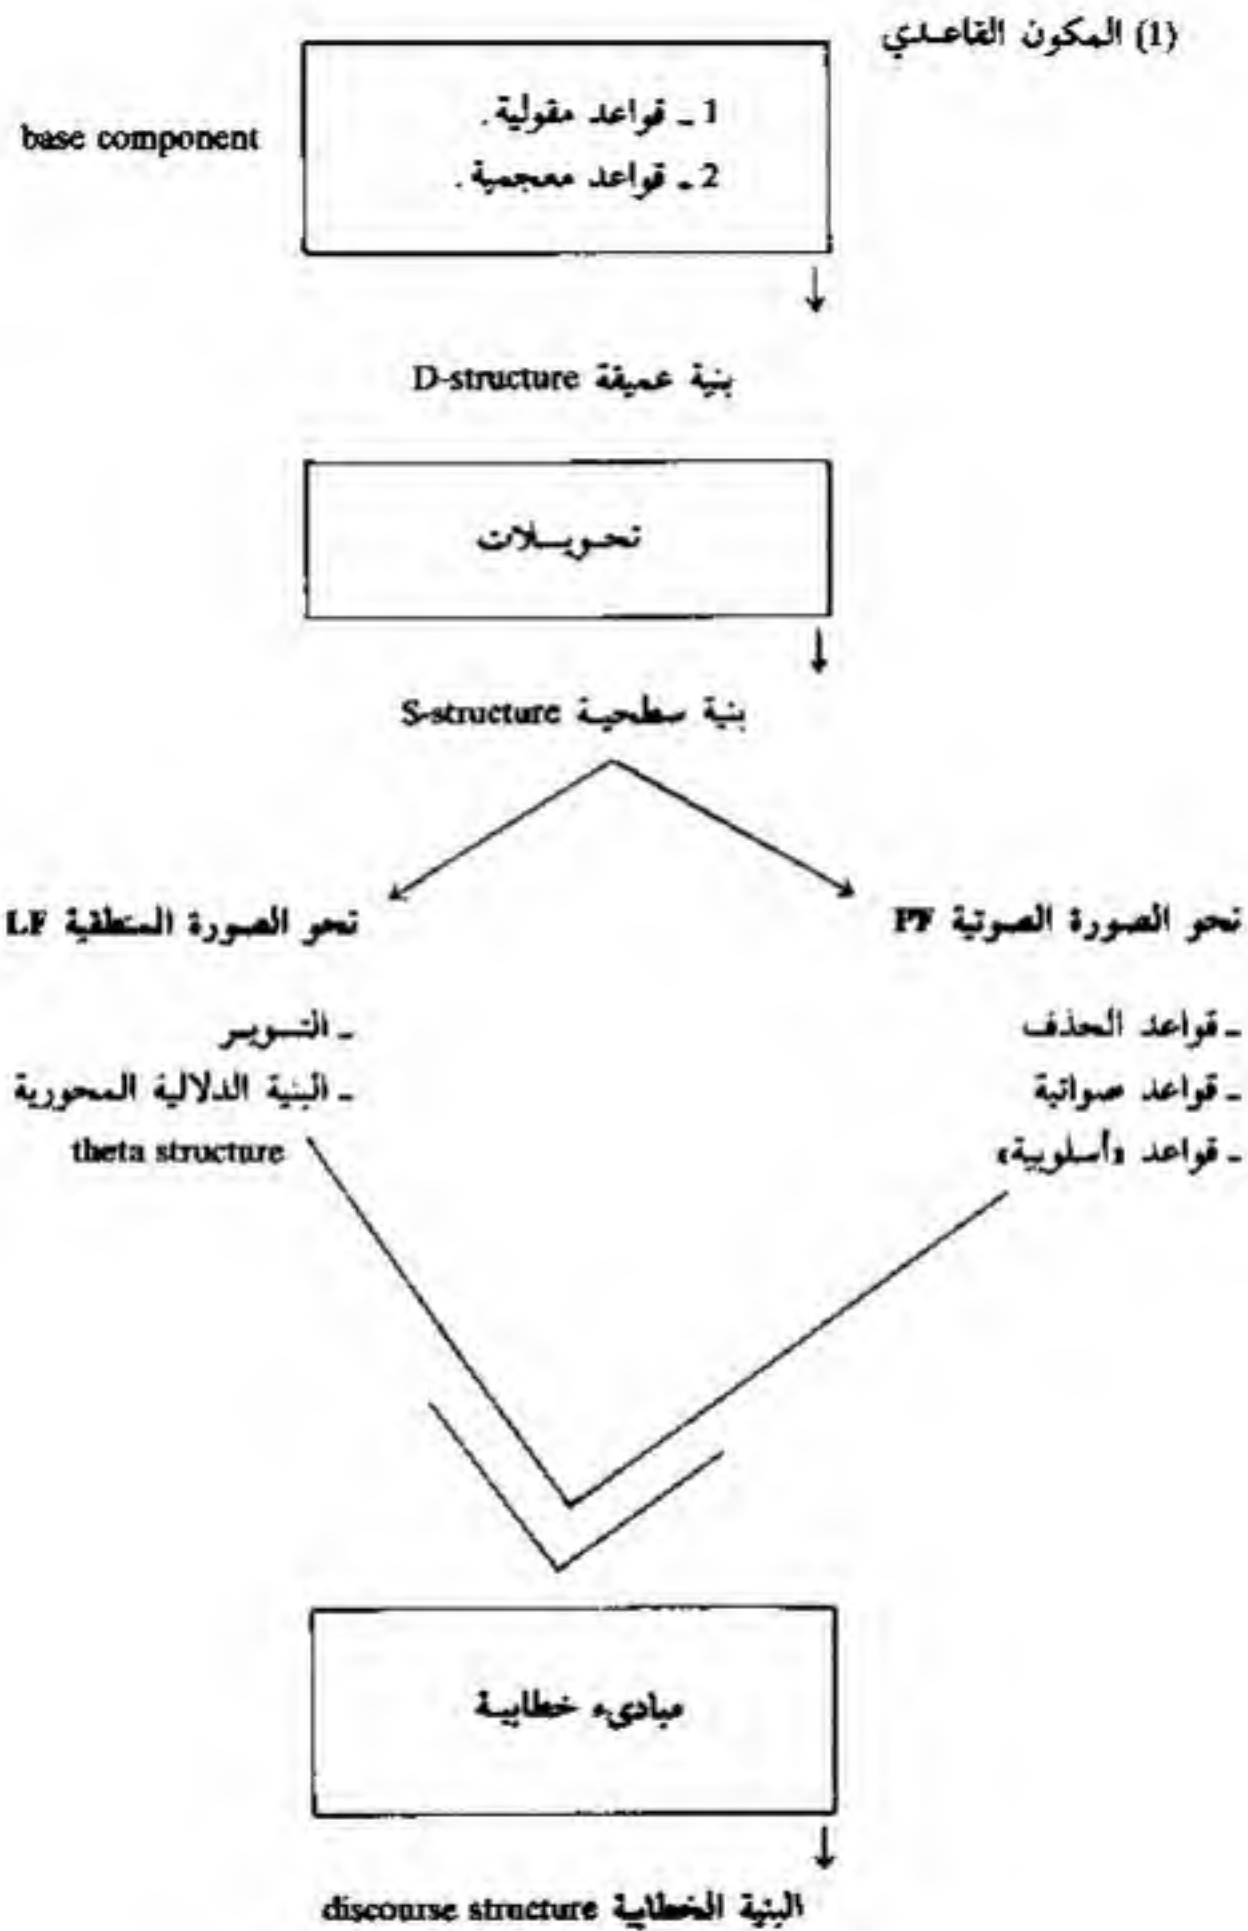 (1) المكون القاعدي
base component
1 ـ قواعد مقولية.
2 ـ قواعد معجمية.
بنية عميقة D-structure
تحويلات
بنية سطحية S-structure
نحو الصورة الصوتية PF
ـ قواعد الحذف
ـ قواعد صواتية
ـ قواعد «أسلوبية»
نحو الصورة المنطقية LF
ـ التسوير
ـ البنية الدلالية المحورية
theta structure
مبادىء خطابية
البنية الخطابية discourse structure